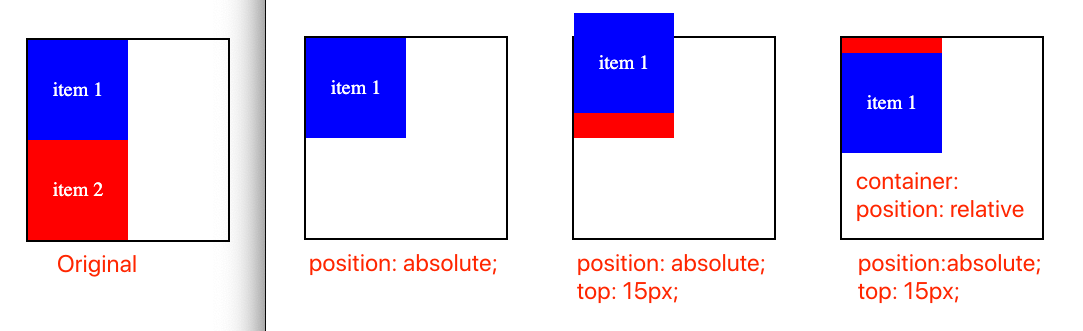 item 1
item 2
Original
item 1
position: absolute;
item 1
position: absolute;
top: 15px;
item 1
container:
position: relative
position:absolute;
top: 15px;